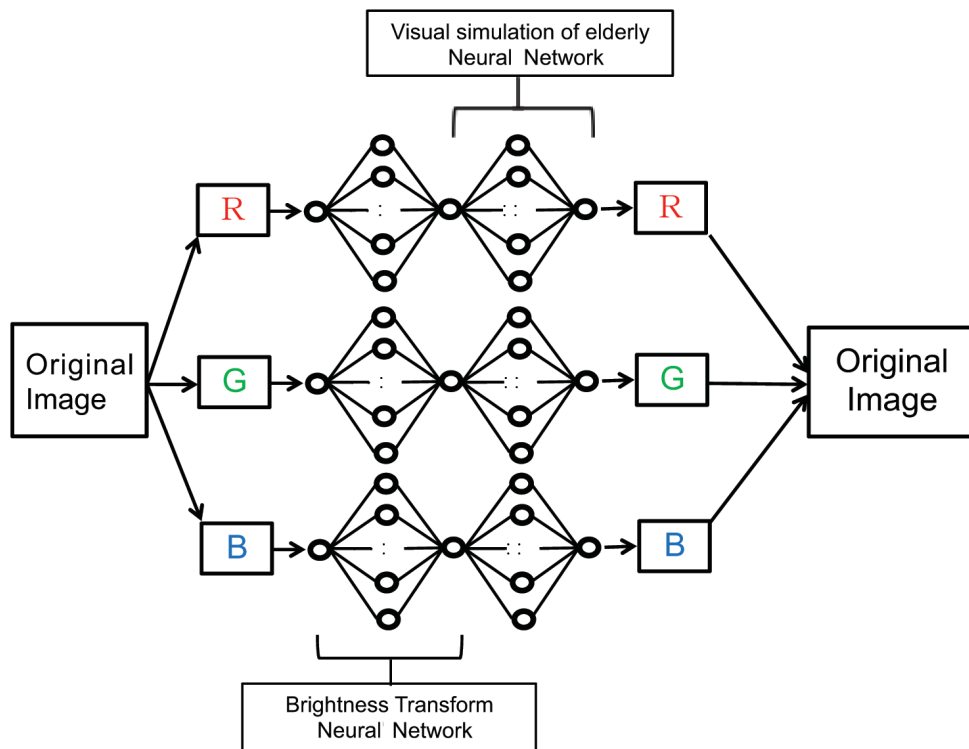 Visual simulation of elderly
Neural Network
R
R
Original
Image
G
G
Original
Image
B
B
Brightness Transform
Neural Network